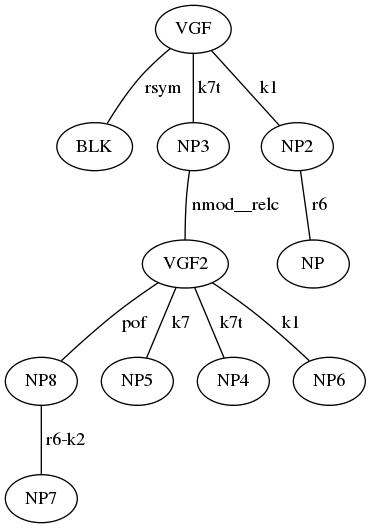 VGF
rsym k7t k1
BLK NP3 NP2
nmod__relc r6
VGF2 NP
pof k7 k7t k1
NP8 NP5 NP4 NP6
r6-k2
NP7